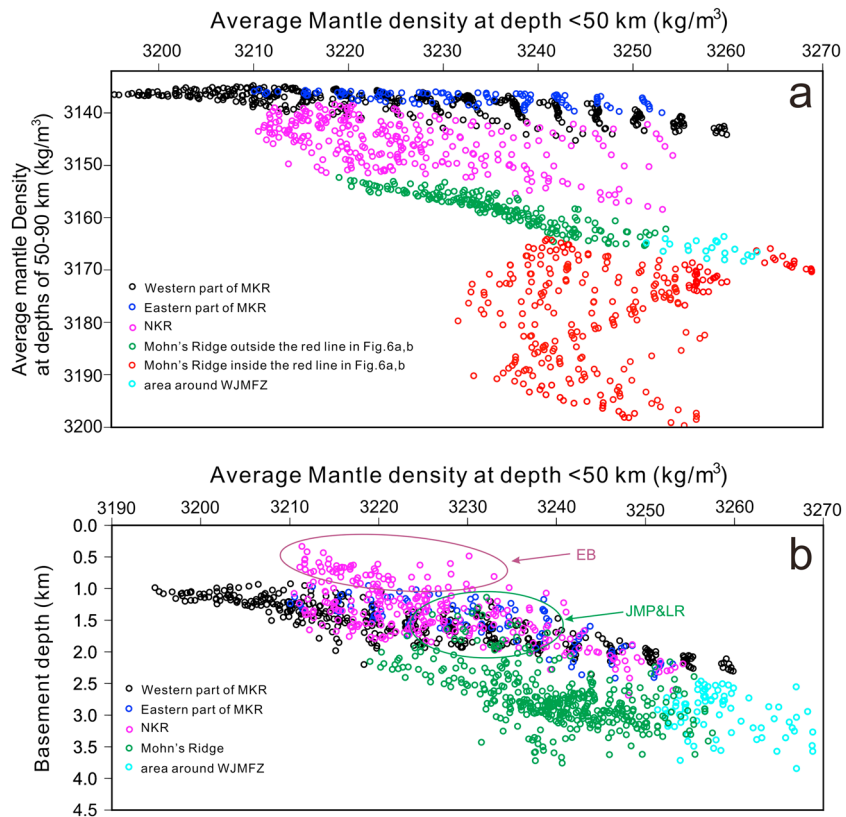 Average Mantle density at depth <50 km (kg/m³)
3200 3210 3220 3230 3240 3250 3260 3270
a
Average mantle Density
at depths of 50-90 km (kg/m³)
3140
3150
3160
3170
3180
3190
3200
Western part of MKR
Eastern part of MKR
NKR
Mohn's Ridge outside the red line in Fig.6a,b
Mohn's Ridge inside the red line in Fig.6a,b
area around WJMFZ
Average Mantle density at depth <50 km (kg/m³)
3190 3200 3210 3220 3230 3240 3250 3260 3270
b
Basement depth (km)
0.0
0.5
1.0
1.5
2.0
2.5
3.0
3.5
4.0
4.5
EB
JMP&LR
Western part of MKR
Eastern part of MKR
NKR
Mohn's Ridge
area around WJMFZ